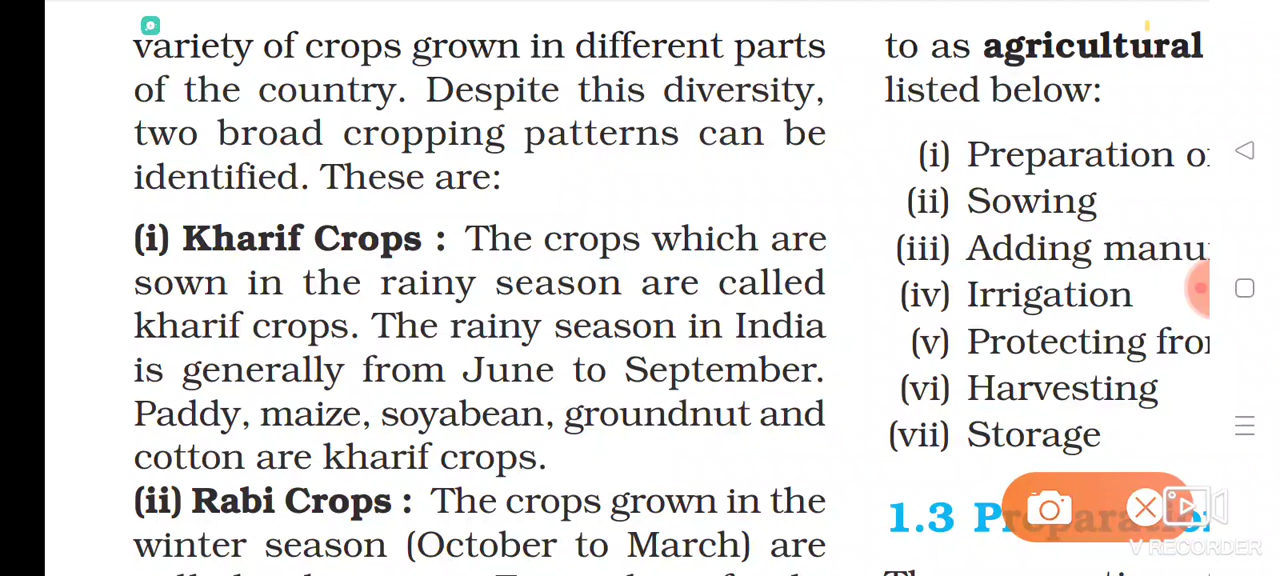 variety of crops grown in different parts
of the country. Despite this diversity,
two broad cropping patterns can be
identified. These are:
(i) Kharif Crops : The crops which are
sown in the rainy season are called
kharif crops. The rainy season in India
is generally from June to September.
Paddy, maize, soyabean, groundnut and
cotton are kharif crops.
(ii) Rabi Crops : The crops grown in the
winter season (October to March) are
to as agricultural
listed below:
(i) Preparation
(ii) Sowing
(iii) Adding
(iv) Irrigation
(v) Protecting
(vi) Harvesting
(vii) Storage
1.3
V RECORDER